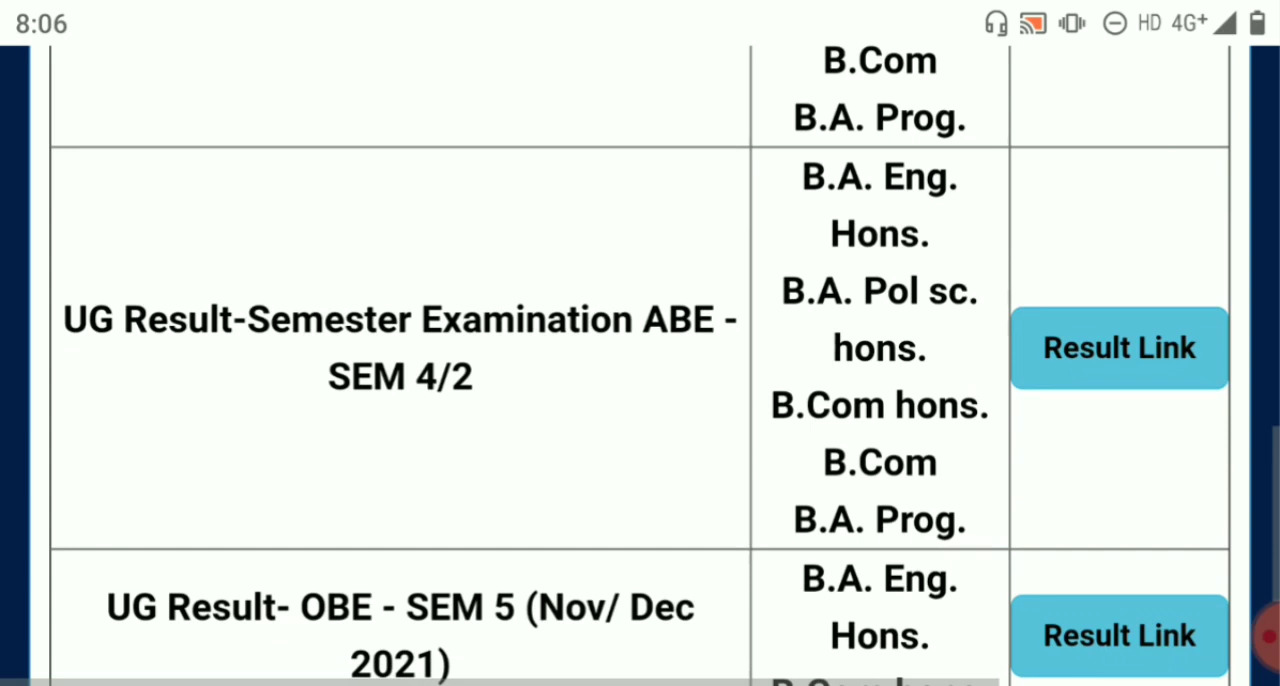 8:06
HD 4G+
B.Com
B.A. Prog.
UG Result-Semester Examination ABE -
SEM 4/2
B.A. Eng.
Hons.
B.A. Pol sc.
hons.
B.Com hons.
B.Com
B.A. Prog.
Result Link
UG Result- OBE - SEM 5 (Nov/ Dec
2021)
B.A. Eng.
Hons.
Result Link